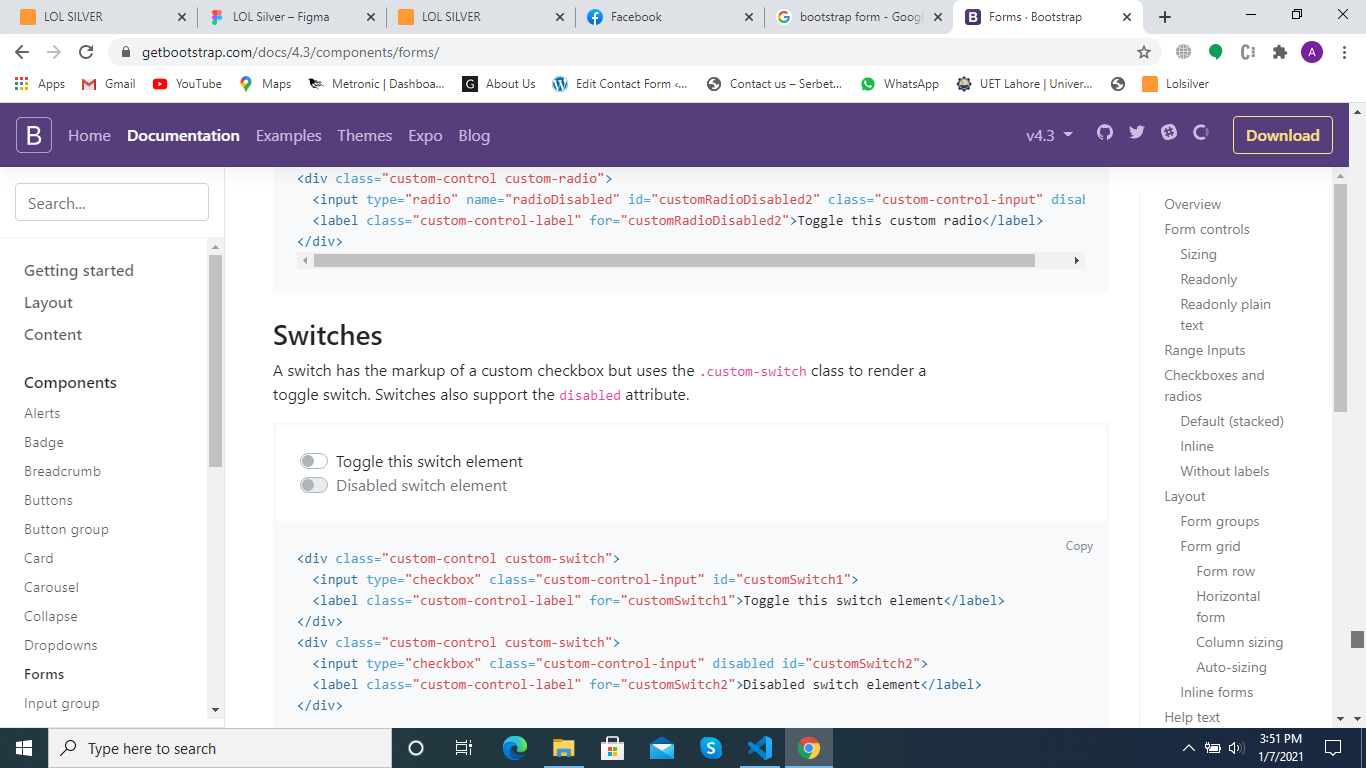 LOL SILVER
LOL Silver – Figma
LOL SILVER
Facebook
bootstrap form - Googl
Forms · Bootstrap
getbootstrap.com/docs/4.3/components/forms/
A
Apps
Gmail
YouTube
Maps
Metronic | Dashboa...
G
About Us
Edit Contact Form ‹...
Contact us – Serbet...
WhatsApp
UET Lahore | Univer...
Lolsilver
B
Home
Documentation
Examples
Themes
Expo
Blog
v4.3
Download
Search...
Getting started
Layout
Content
Components
Alerts
Badge
Breadcrumb
Buttons
Button group
Card
Carousel
Collapse
Dropdowns
Forms
Input group
<div class="custom-control custom-radio">
<input type="radio" name="radioDisabled" id="customRadioDisabled2" class="custom-control-input" disab
<label class="custom-control-label" for="customRadioDisabled2">Toggle this custom radio</label>
</div>
Switches
A switch has the markup of a custom checkbox but uses the .custom-switch class to render a
toggle switch. Switches also support the disabled attribute.
Toggle this switch element
Disabled switch element
Copy
<div class="custom-control custom-switch">
<input type="checkbox" class="custom-control-input" id="customSwitch1">
<label class="custom-control-label" for="customSwitch1">Toggle this switch element</label>
</div>
<div class="custom-control custom-switch">
<input type="checkbox" class="custom-control-input" disabled id="customSwitch2">
<label class="custom-control-label" for="customSwitch2">Disabled switch element</label>
</div>
Overview
Form controls
Sizing
Readonly
Readonly plain
text
Range Inputs
Checkboxes and
radios
Default (stacked)
Inline
Without labels
Layout
Form groups
Form grid
Form row
Horizontal
form
Column sizing
Auto-sizing
Inline forms
Help text
Type here to search
3:51 PM
1/7/2021